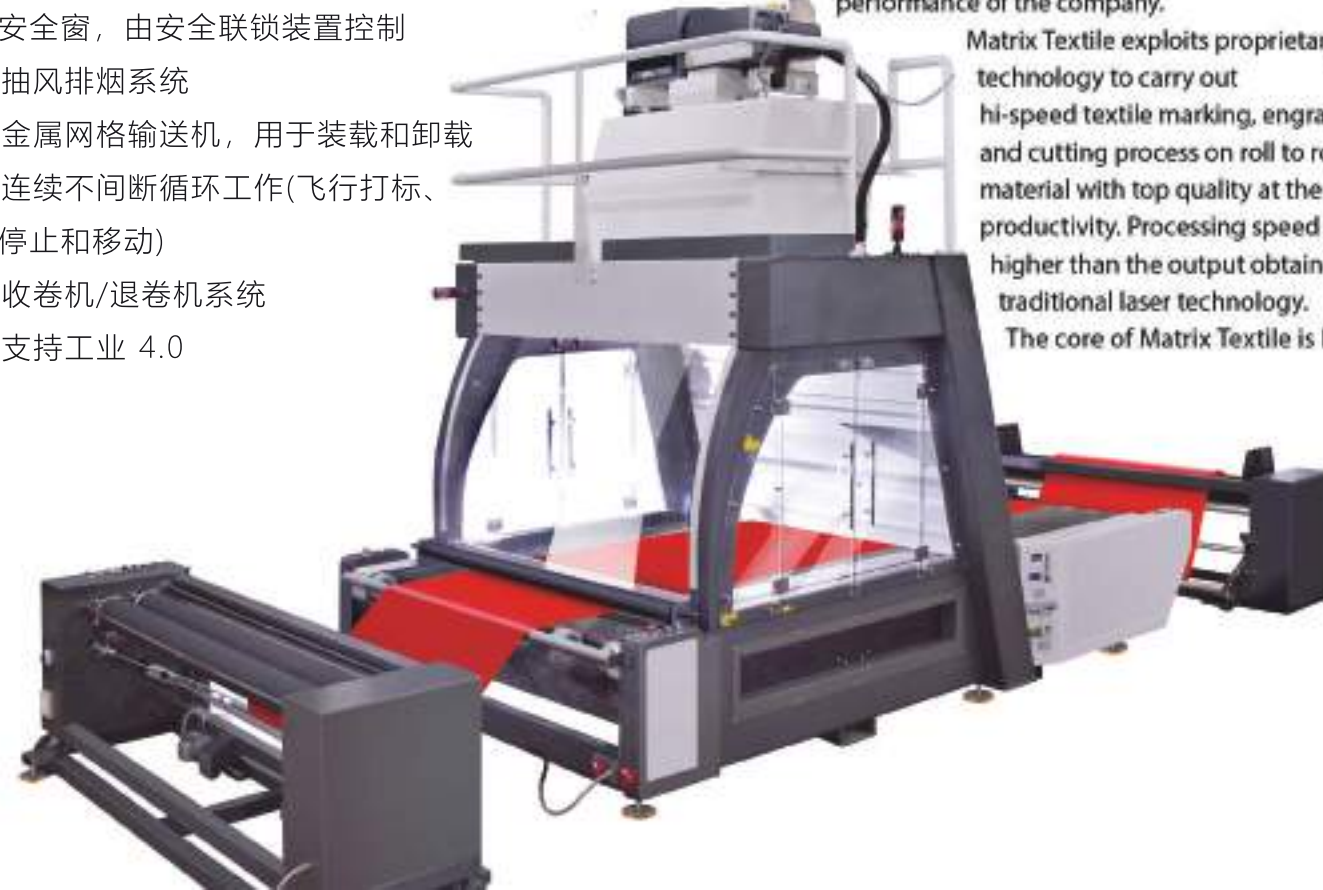 安全窗，由安全联锁装置控制
抽风排烟系统
金属网格输送机，用于装载和卸载
连续不间断循环工作(飞行打标、
停止和移动)
收卷机/退卷机系统
支持工业 4.0
performance of the company.
Matrix Textile exploits proprietar
technology to carry out
hi-speed textile marking, engra
and cutting process on roll to r
material with top quality at the
productivity. Processing speed
higher than the output obtain
traditional laser technology.
The core of Matrix Textile is